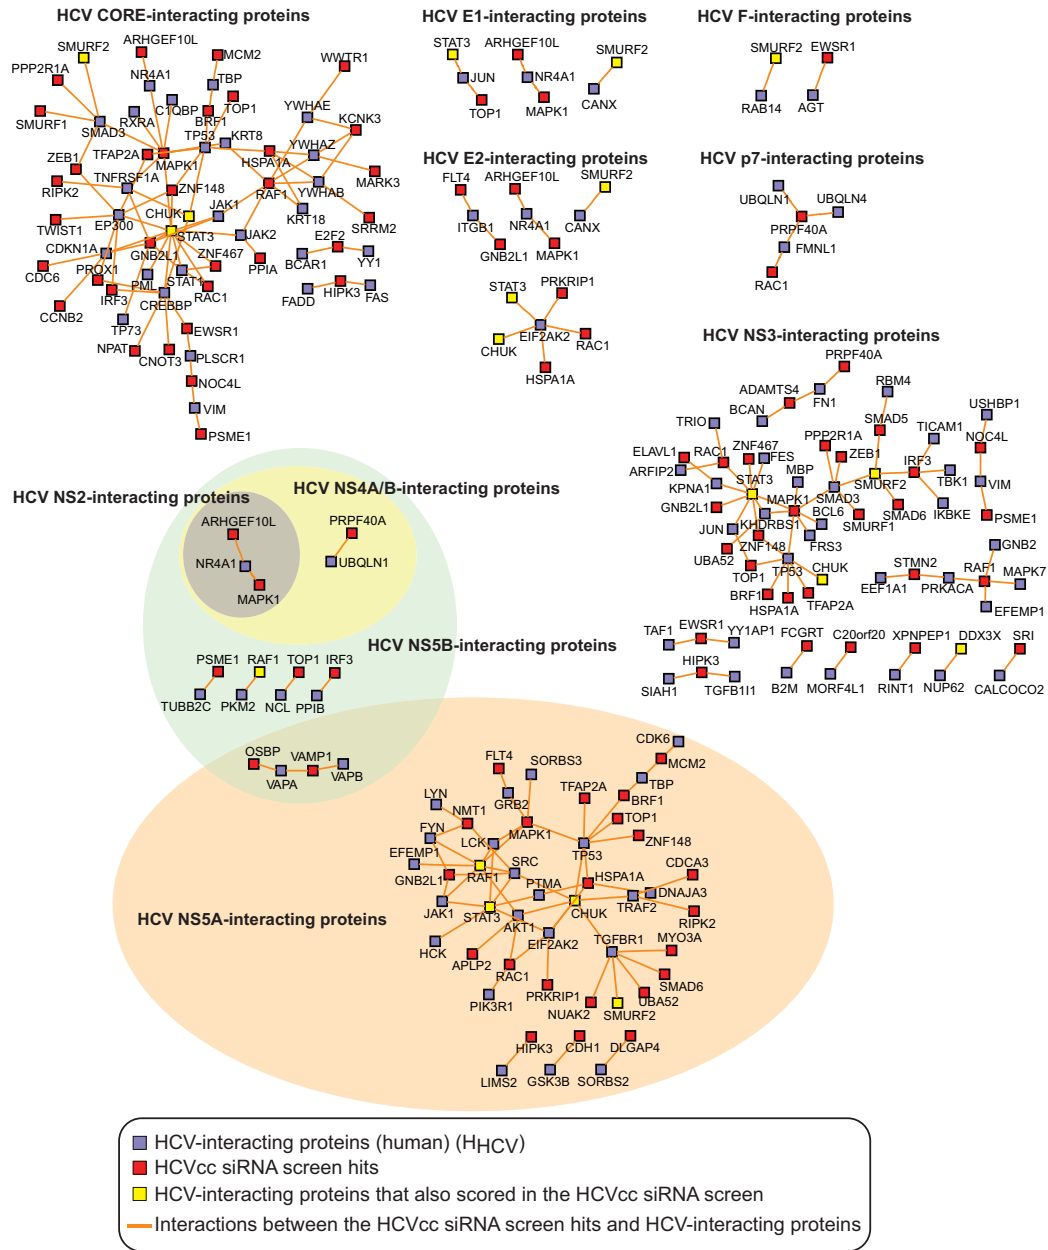 HCV CORE-interacting proteins
SMURF2
ARHGEF10L
MCM2
PPP2R1A
NR4A1
TBP
WWTR1
SMURF1
SMAD3
RXRA
C1QBP
BRF1
TOP1
YWHAE
KCNK3
TP53
KRT8
ZEB1
TFAP2A
MAPK1
HSPA1A
YWHAZ
TNFRSF1A
RIPK2
ZNF148
RAF1
YWHAB
MARK3
CHUK
JAK1
TWIST1
EP300
STAT3
KRT18
SRRM2
CDKN1A
GNB2L1
JAK2
E2F2
ZNF467
BCAR1
YY1
CDC6
PROX1
PML
STAT1
PPIA
IRF3
CREBBP
RAC1
FADD
HIPK3
FAS
CCNB2
TP73
NPAT
CNOT3
EWSR1
PLSCR1
NOC4L
VIM
PSME1
HCV E1-interacting proteins
STAT3
ARHGEF10L
SMURF2
JUN
NR4A1
TOP1
MAPK1
CANX
HCV F-interacting proteins
SMURF2
EWSR1
RAB14
AGT
HCV E2-interacting proteins
FLT4
ARHGEF10L
SMURF2
ITGB1
NR4A1
CANX
GNB2L1
MAPK1
STAT3
PRKRIP1
EIF2AK2
CHUK
RAC1
HSPA1A
HCV p7-interacting proteins
UBQLN1
UBQLN4
PRPF40A
FMNL1
RAC1
HCV NS3-interacting proteins
PRPF40A
ADAMTS4
RBM4
BCAN
FN1
USHBP1
TRIO
SMAD5
TICAM1
PPP2R1A
ELAVL1
RAC1
ZNF467
FES
ZEB1
NOC4L
ARFIP2
STAT3
MBP
IRF3
KPNA1
MAPK1
SMAD3
SMURF2
TBK1
VIM
GNB2L1
KHDRBS1
BCL6
SMURF1
SMAD6
IKBKE
PSME1
JUN
FRS3
UBA52
ZNF148
TP53
GNB2
TOP1
CHUK
STMN2
RAF1
MAPK7
BRF1
EEF1A1
PRKACA
HSPA1A
TFAP2A
EFEMP1
TAF1
EWSR1
YY1AP1
FCGRT
C20orf20
XPNPEP1
DDX3X
SRI
SIAH1
HIPK3
TGFB1I1
B2M
MORF4L1
RINT1
NUP62
CALCOCO2
HCV NS2-interacting proteins
HCV NS4A/B-interacting proteins
ARHGEF10L
PRPF40A
NR4A1
UBQLN1
MAPK1
HCV NS5B-interacting proteins
PSME1
RAF1
TOP1
IRF3
TUBB2C
PKM2
NCL
PPIB
OSBP
VAMP1
VAPA
VAPB
HCV NS5A-interacting proteins
CDK6
FLT4
SORBS3
MCM2
TFAP2A
TBP
LYN
NMT1
GRB2
BRF1
FYN
MAPK1
TOP1
LCK
EFEMP1
TP53
ZNF148
SRC
RAF1
HSPA1A
CDCA3
GNB2L1
PTMA
DNAJA3
JAK1
STAT3
CHUK
TRAF2
AKT1
RIPK2
HCK
EIF2AK2
TGFBR1
MYO3A
APLP2
RAC1
SMAD6
PIK3R1
PRKRIP1
UBA52
NUAK2
SMURF2
HIPK3
CDH1
DLGAP4
LIMS2
GSK3B
SORBS2
HCV-interacting proteins (human) (HHCV)
HCVcc siRNA screen hits
HCV-interacting proteins that also scored in the HCVcc siRNA screen
Interactions between the HCVcc siRNA screen hits and HCV-interacting proteins